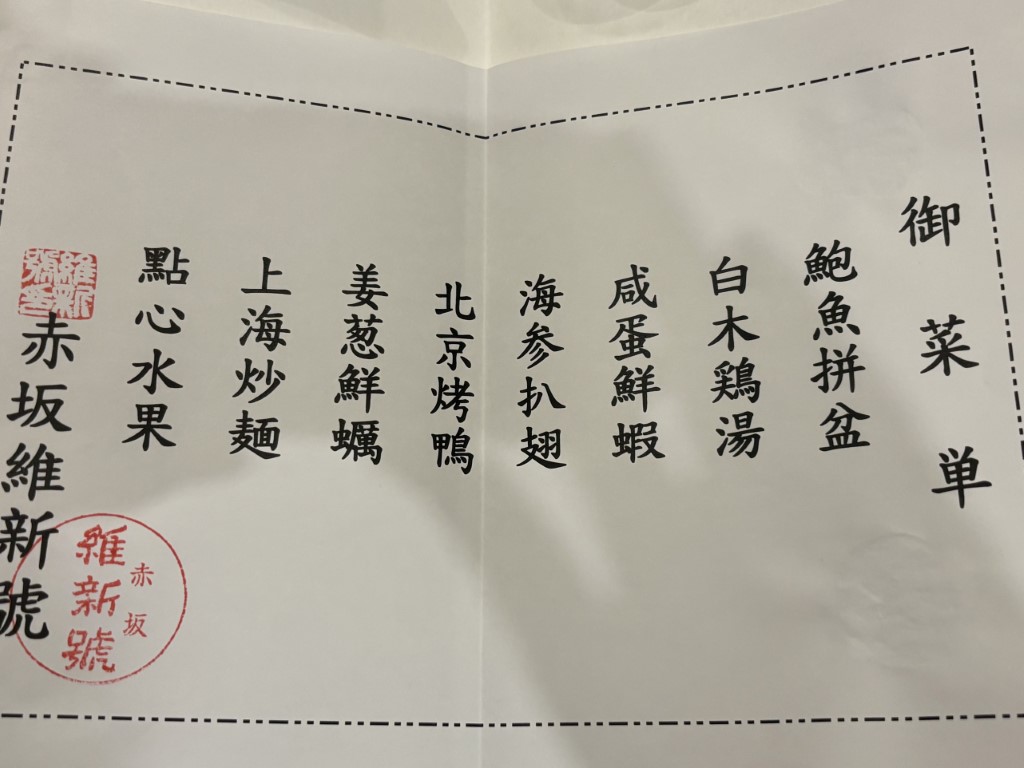 御菜単
鮑魚拼盆
白木鶏湯
咸蛋鮮蝦
海参扒翅
北京烤鴨
姜葱鮮蠣
上海炒麺
點心水果
赤坂維新號
維新號
赤坂